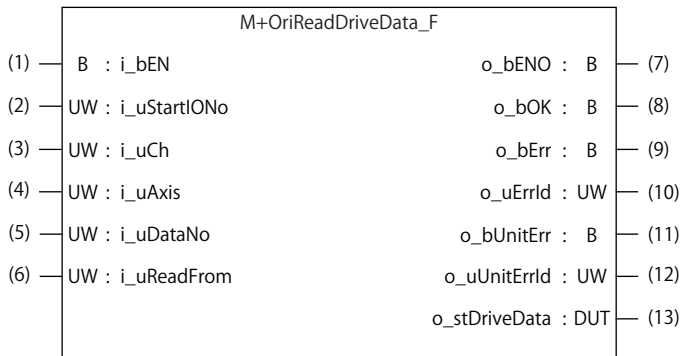 M+OriReadDriveData_F
(1) B : i_bEN o_bENO : B (7)
(2) UW : i_uStartIONo o_bOK : B (8)
(3) UW : i_uCh o_bErr : B (9)
(4) UW : i_uAxis o_uErrId : UW (10)
(5) UW : i_uDataNo o_bUnitErr : B (11)
(6) UW : i_uReadFrom o_uUnitErrId : UW (12)
o_stDriveData : DUT (13)